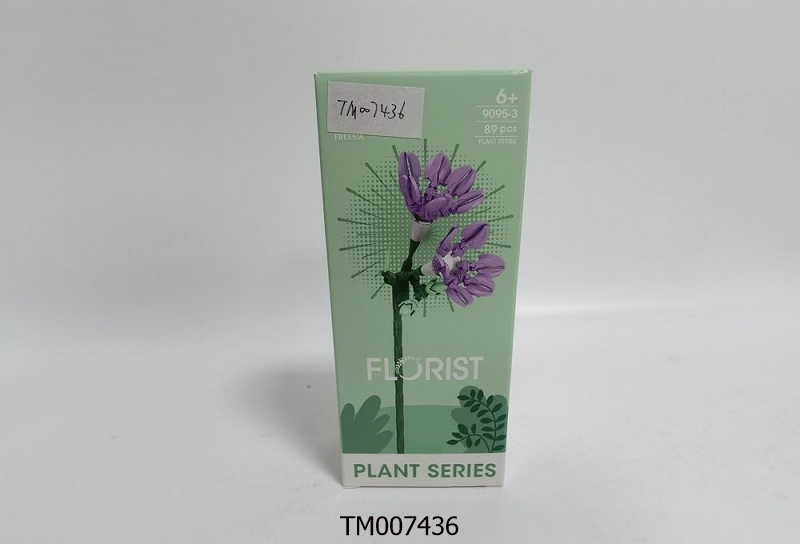 TM007436
FREESIA
6+
9095-3
89 pcs
PLANT SERIES
FLORIST
PLANT SERIES
TM007436